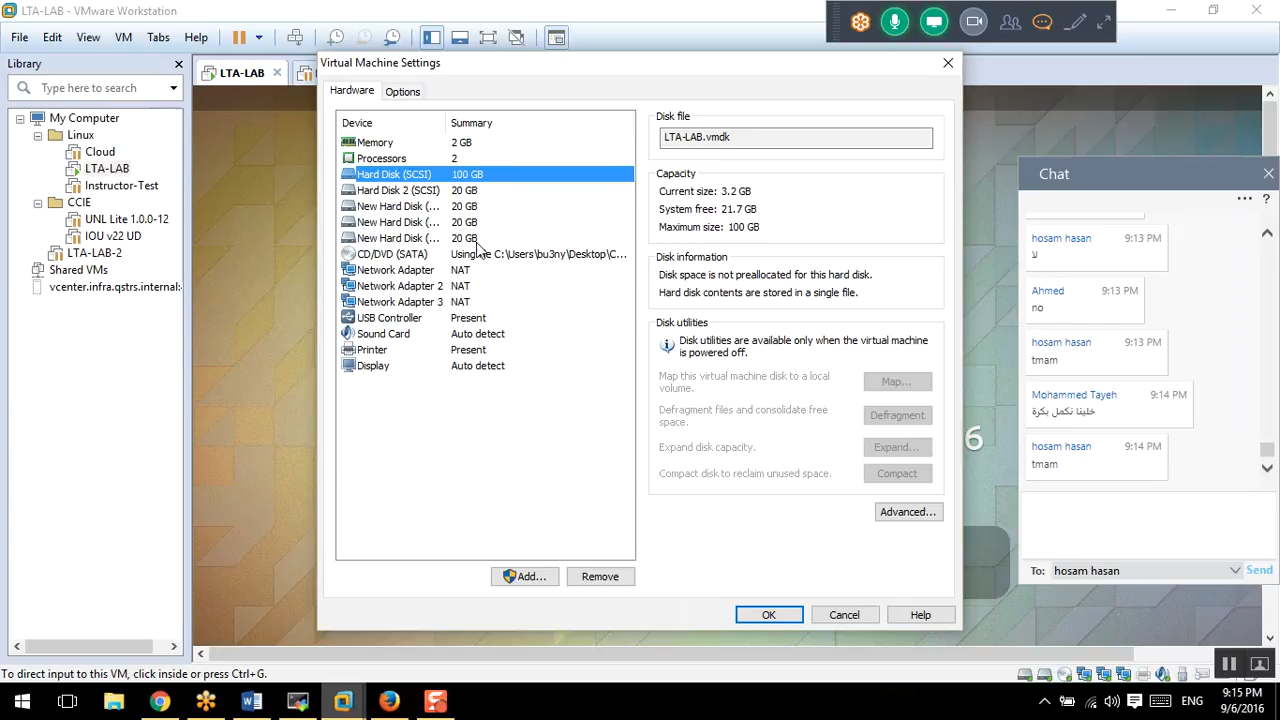 LTA-LAB - VMware Workstation
File Edit View VM Tabs Help
Library
Type here to search
My Computer
Linux
Cloud
LTA-LAB
Instructor-Test
CCIE
UNL Lite 1.0.0-12
IOU v22 UD
LTA-LAB-2
Shared VMs
vcenter.infra.qstrs.internal:
LTA-LAB
Virtual Machine Settings
Hardware Options
Device Summary
Memory 2 GB
Processors 2
Hard Disk (SCSI) 100 GB
Hard Disk 2 (SCSI) 20 GB
New Hard Disk (... 20 GB
New Hard Disk (... 20 GB
New Hard Disk (... 20 GB
CD/DVD (SATA) C:\Users\bu3ny\Desktop\C...
Network Adapter NAT
Network Adapter 2 NAT
Network Adapter 3 NAT
USB Controller Present
Sound Card Auto detect
Printer Present
Display Auto detect
Add... Remove
Disk file
LTA-LAB.vmdk
Capacity
Current size: 3.2 GB
System free: 21.7 GB
Maximum size: 100 GB
Disk information
Disk space is not preallocated for this hard disk.
Hard disk contents are stored in a single file.
Disk utilities
Disk utilities are available only when the virtual machine
is powered off.
Map this virtual machine disk to a local
volume.
Map...
Defragment files and consolidate free
space.
Defragment
Expand disk capacity.
Expand...
Compact disk to reclaim unused space.
Compact
Advanced...
OK Cancel Help
6
Chat
hosam hasan 9:13 PM
لا
Ahmed 9:13 PM
no
hosam hasan 9:13 PM
tmam
Mohammed Tayeh 9:14 PM
خلينا نكمل بكرة
hosam hasan 9:14 PM
tmam
To: hosam hasan Send
To direct input to this VM, click inside or press Ctrl+G.
ENG
9:15 PM
9/6/2016